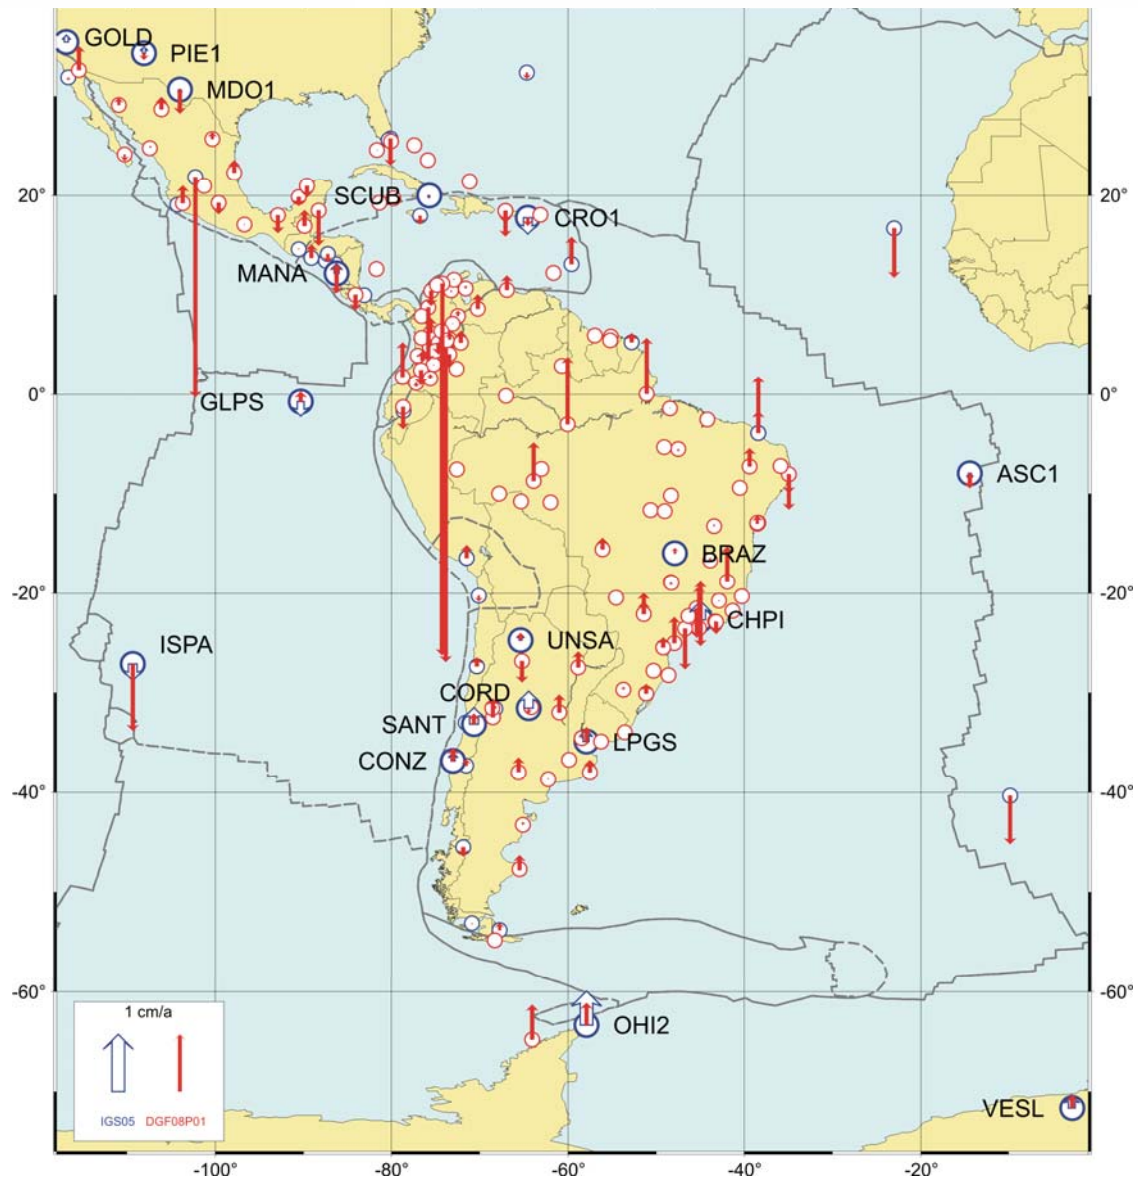 GOLD
PIE1
MDO1
20°
SCUB
CRO1
20°
MANA
0°
GLPS
0°
ASC1
BRAZ
-20°
-20°
CHPI
ISPA
UNSA
CORD
SANT
LPGS
CONZ
-40°
-40°
-60°
-60°
1 cm/a
OHI2
IGS05 DGF08P01
VESL
-100° -80° -60° -40° -20°